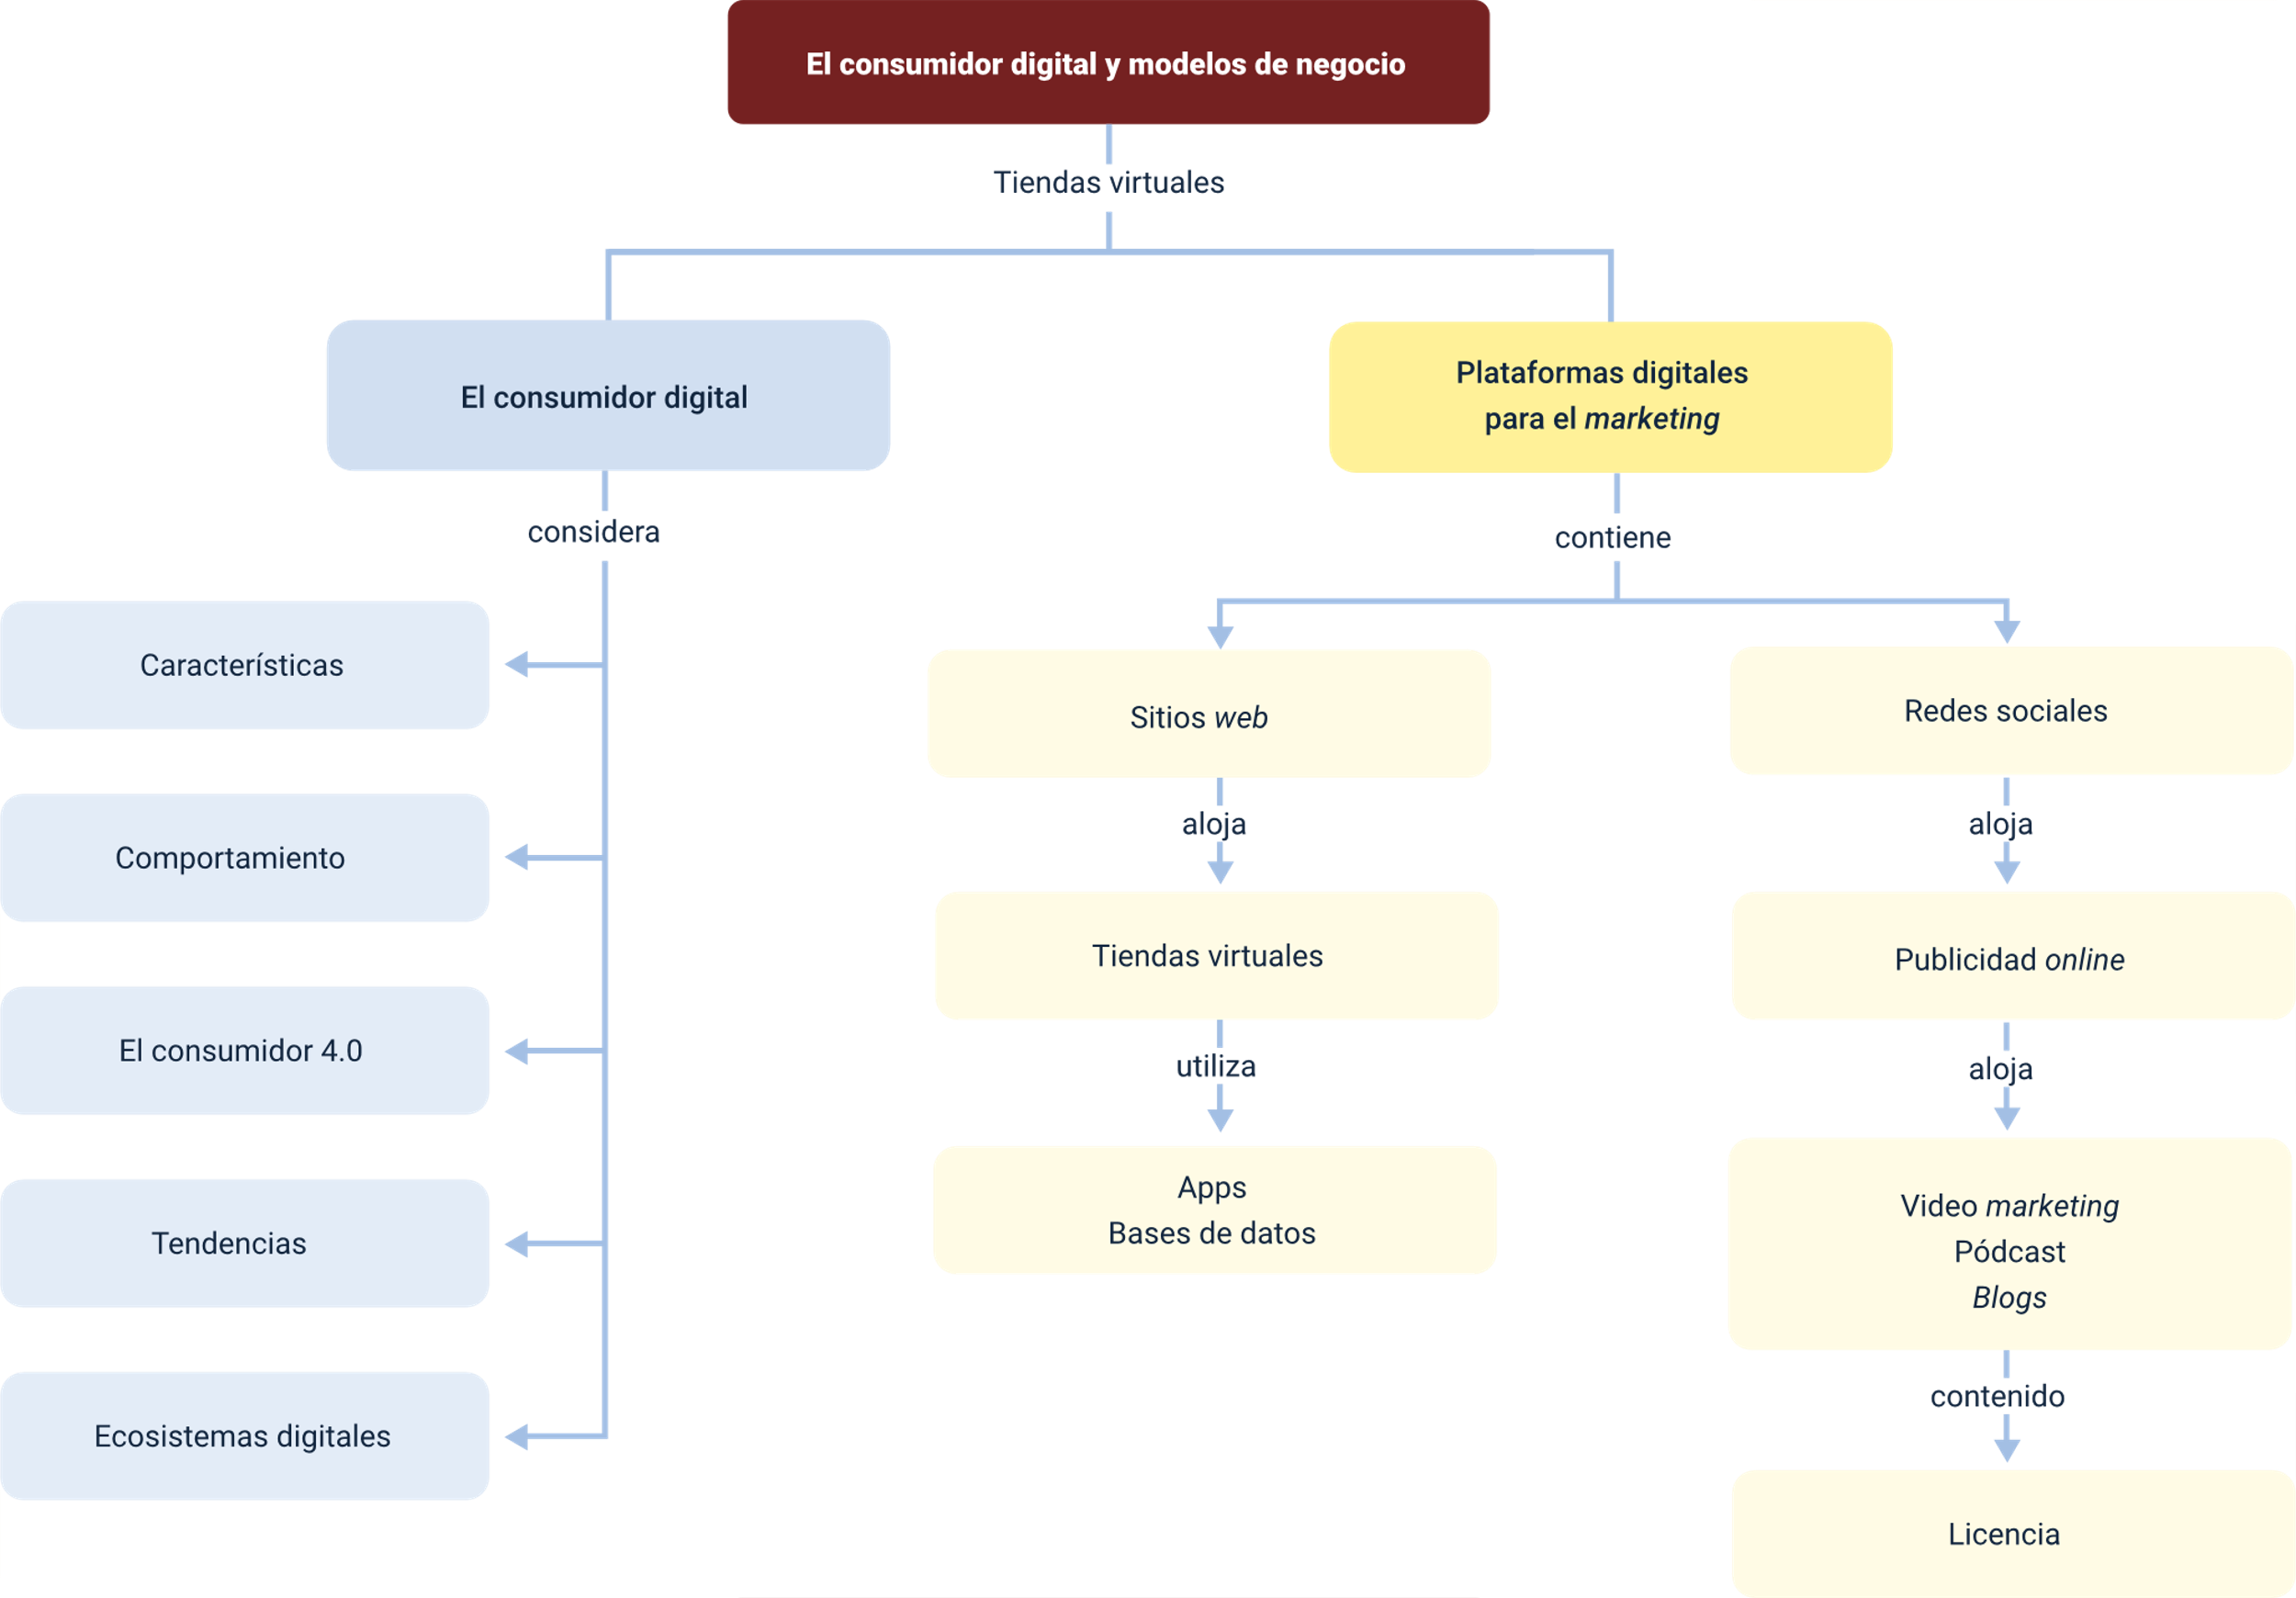 El consumidor digital y modelos de negocio
Tiendas virtuales
El consumidor digital
considera
Características
Comportamiento
El consumidor 4.0
Tendencias
Ecosistemas digitales
Plataformas digitales
para el marketing
contiene
Sitios web
aloja
Tiendas virtuales
utiliza
Apps
Bases de datos
Redes sociales
aloja
Publicidad online
aloja
Video marketing
Pódcast
Blogs
contenido
Licencia